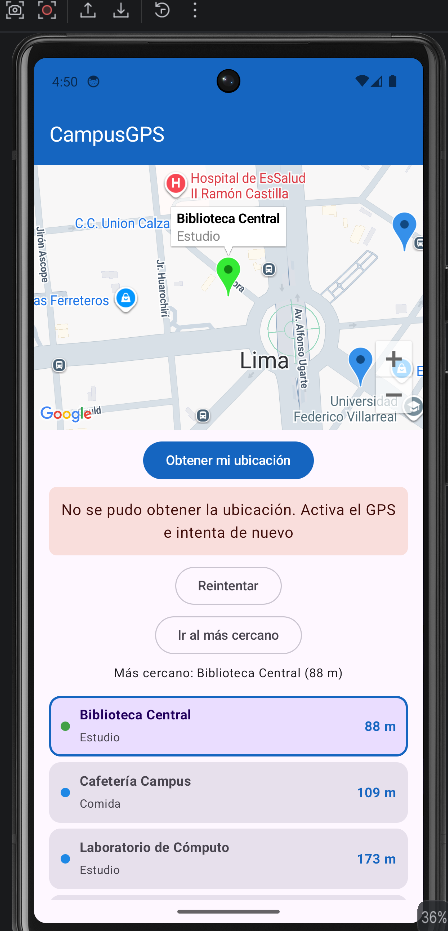 4:50
CampusGPS
Hospital de EsSalud
II Ramón Castilla
H
Biblioteca Central
Estudio
C.C. Union Calza
Jirón Ascope
Jr. Huarochirí
as Ferreteros
ora
Av. Alfonso Ugarte
Lima
Universidad
Federico Villarreal
E
+
−
Google
Obtener mi ubicación
No se pudo obtener la ubicación. Activa el GPS
e intenta de nuevo
Reintentar
Ir al más cercano
Más cercano: Biblioteca Central (88 m)
Biblioteca Central
88 m
Estudio
Cafetería Campus
109 m
Comida
Laboratorio de Cómputo
173 m
Estudio
36%